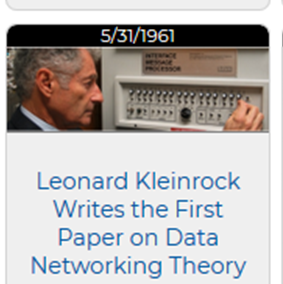 5/31/1961
INTERFACE
MESSAGE
PROCESSOR
Leonard Kleinrock
Writes the First
Paper on Data
Networking Theory